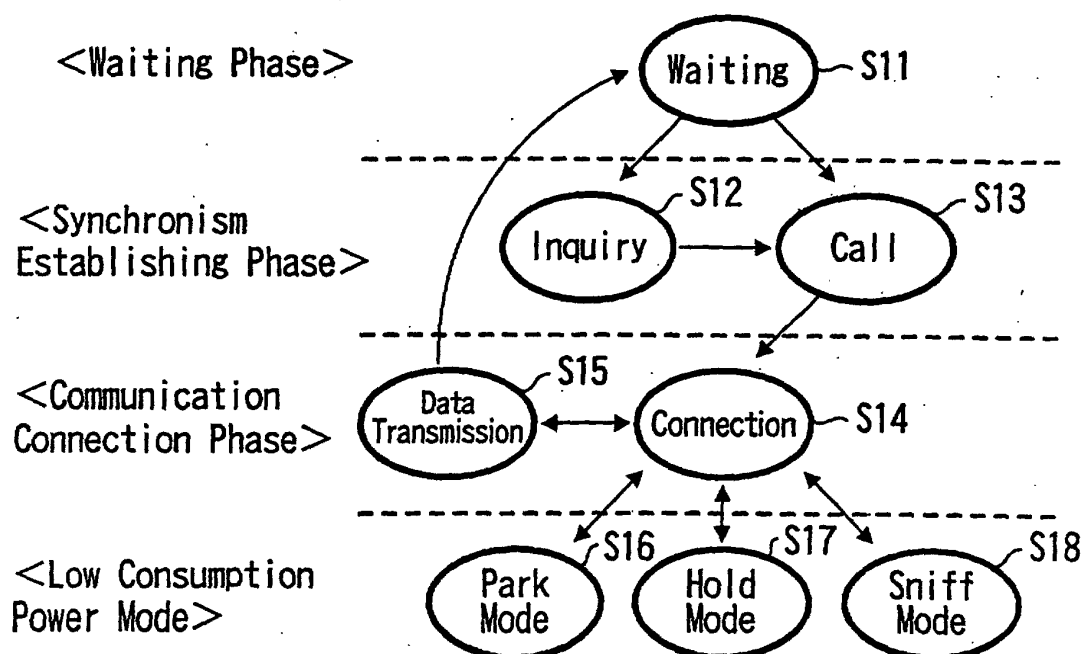 <Waiting Phase>
Waiting
S11
<Synchronism
Establishing Phase>
S12
Inquiry
S13
Call
<Communication
Connection Phase>
S15
Data
Transmission
Connection
S14
<Low Consumption
Power Mode>
S16
Park
Mode
S17
Hold
Mode
S18
Sniff
Mode